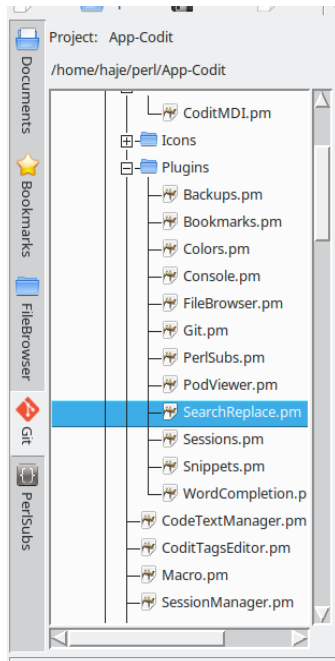 Project: App-Codit
/home/haje/perl/App-Codit
CoditMDI.pm
Icons
Plugins
Backups.pm
Bookmarks.pm
Colors.pm
Console.pm
FileBrowser.pm
Git.pm
PerlSubs.pm
PodViewer.pm
SearchReplace.pm
Sessions.pm
Snippets.pm
WordCompletion.p
CodeTextManager.pm
CoditTagsEditor.pm
Macro.pm
SessionManager.pm
Documents
Bookmarks
FileBrowser
Git
PerlSubs